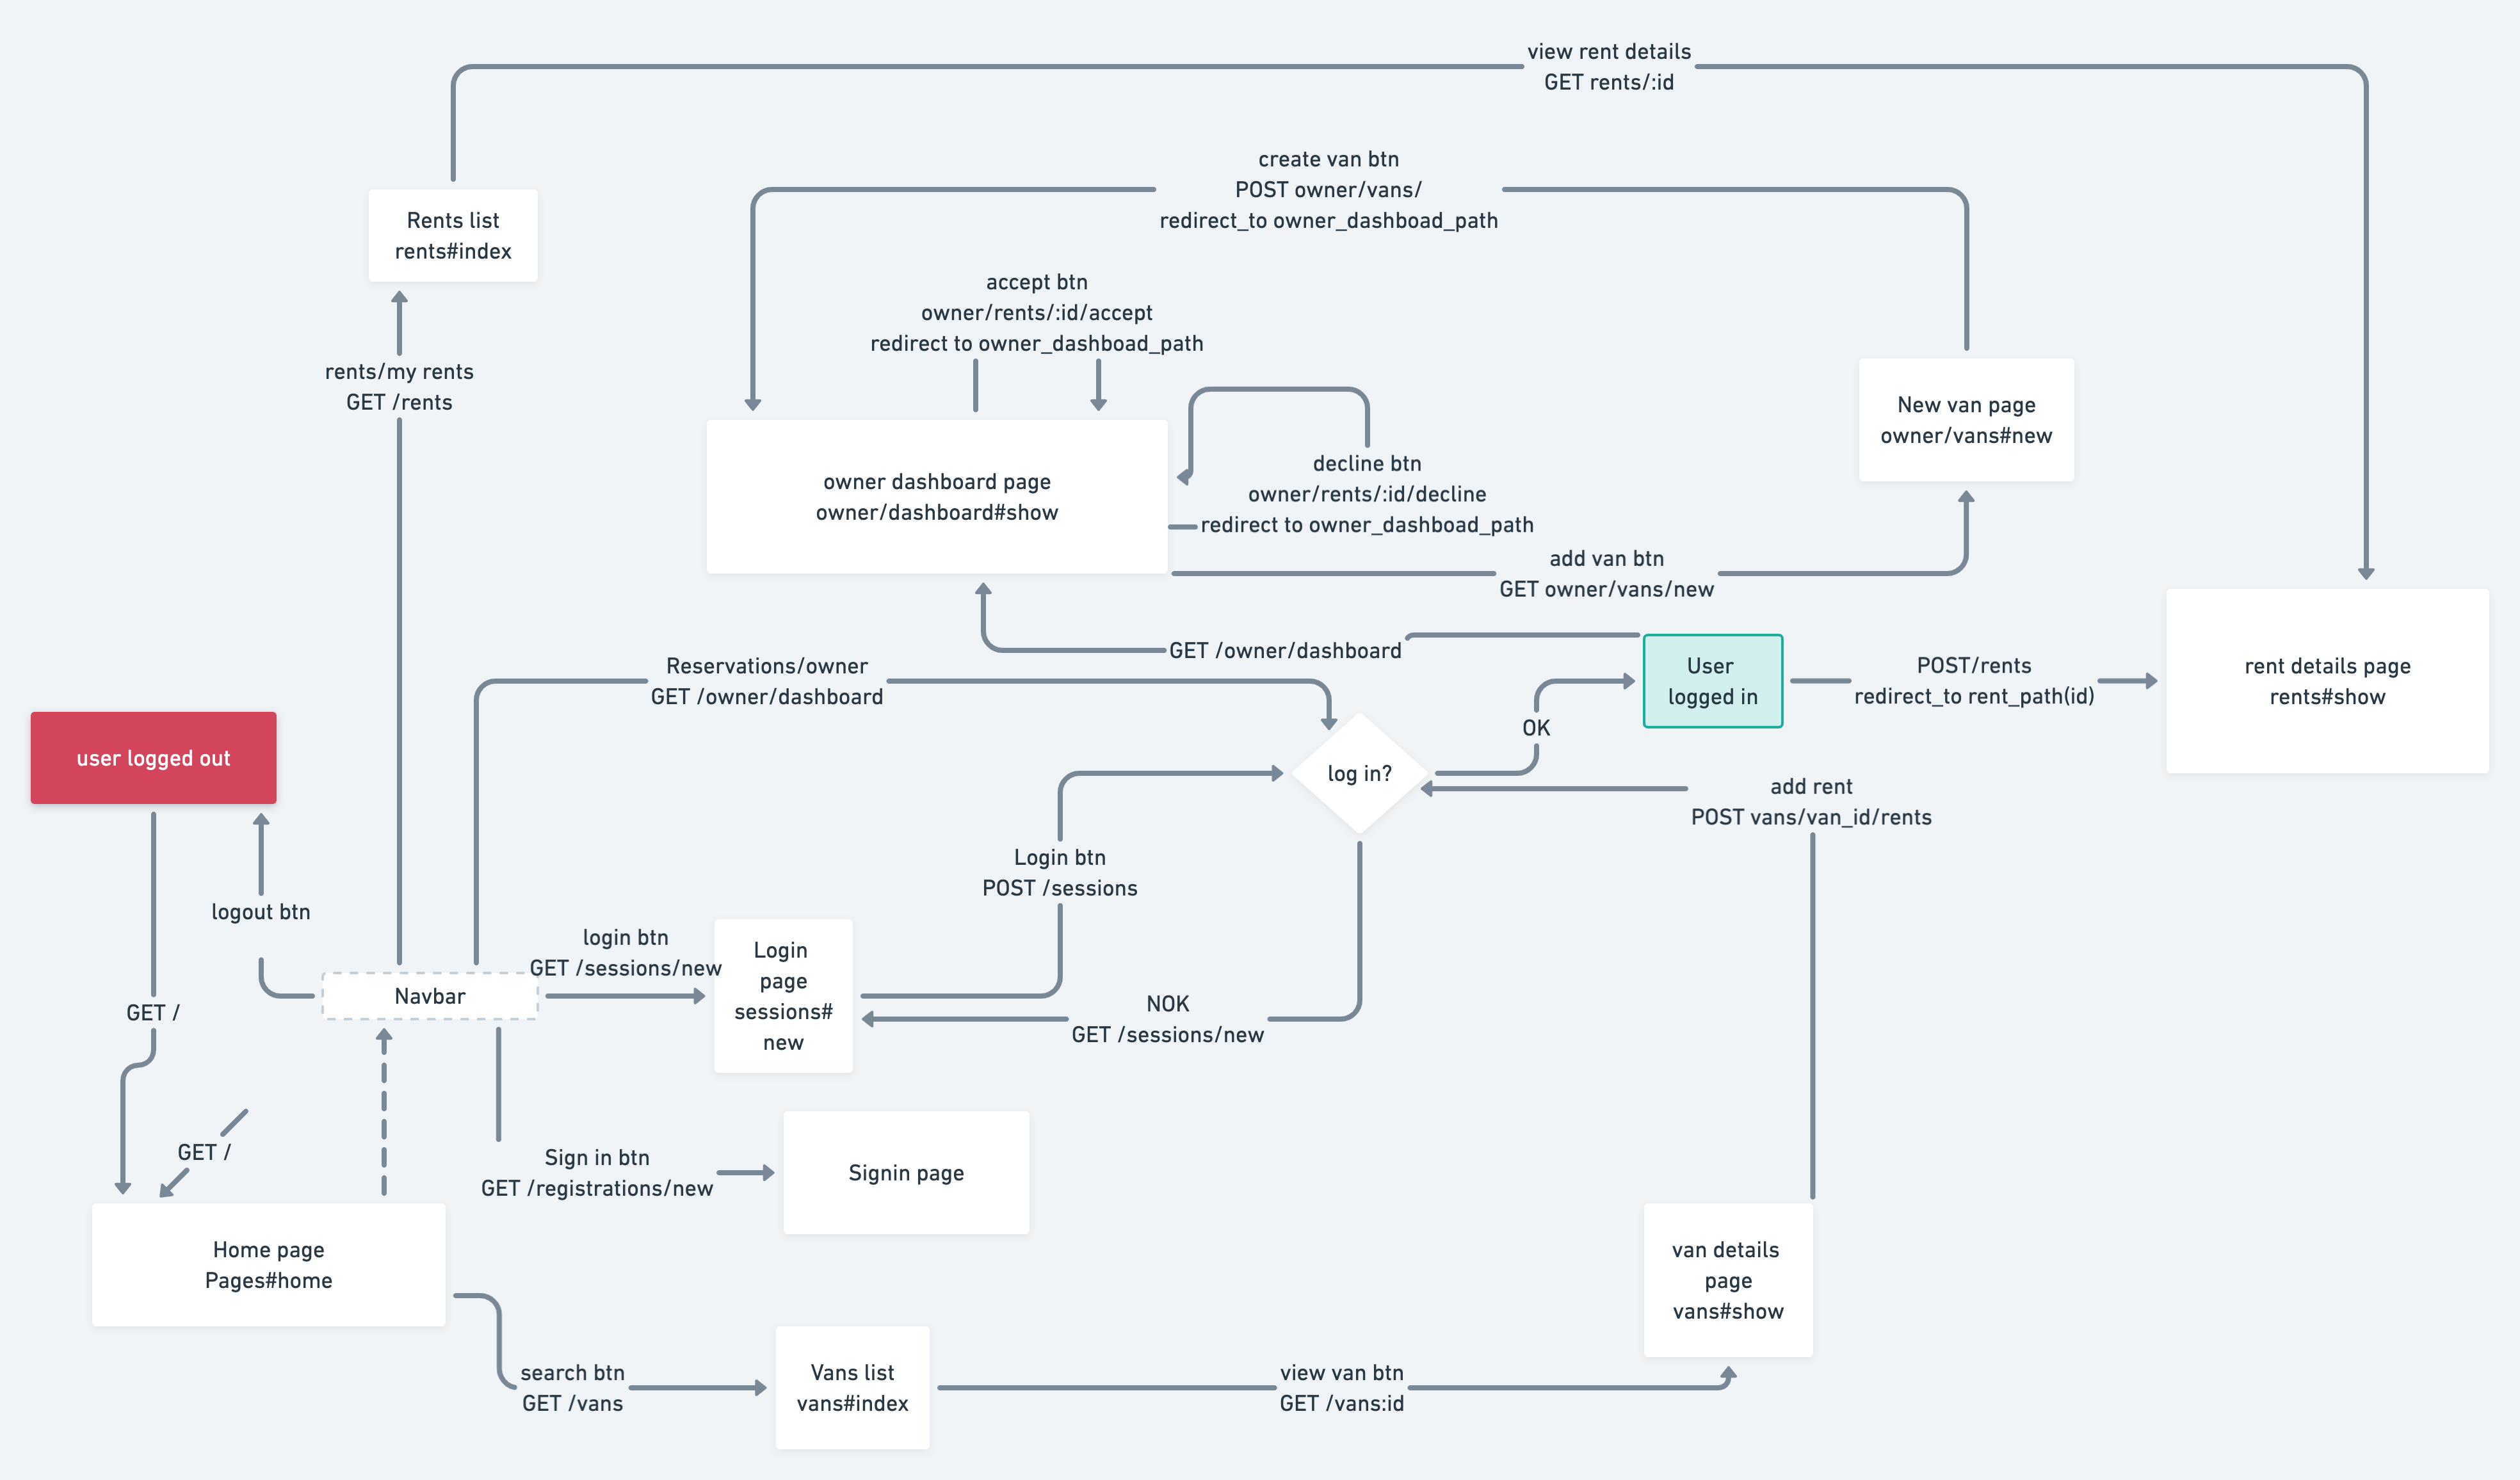 view rent details
GET rents/:id
create van btn
POST owner/vans/
redirect_to owner_dashboad_path
Rents list
rents#index
accept btn
owner/rents/:id/accept
redirect to owner_dashboad_path
rents/my rents
GET /rents
New van page
owner/vans#new
decline btn
owner/rents/:id/decline
redirect to owner_dashboad_path
owner dashboard page
owner/dashboard#show
add van btn
GET owner/vans/new
GET /owner/dashboard
Reservations/owner
GET /owner/dashboard
User
logged in
POST/rents
redirect_to rent_path(id)
rent details page
rents#show
OK
user logged out
log in?
add rent
POST vans/van_id/rents
Login btn
POST /sessions
logout btn
login btn
GET /sessions/new
Login
page
sessions#
new
Navbar
GET /
NOK
GET /sessions/new
GET /
Sign in btn
GET /registrations/new
Signin page
Home page
Pages#home
van details
page
vans#show
search btn
GET /vans
Vans list
vans#index
view van btn
GET /vans:id